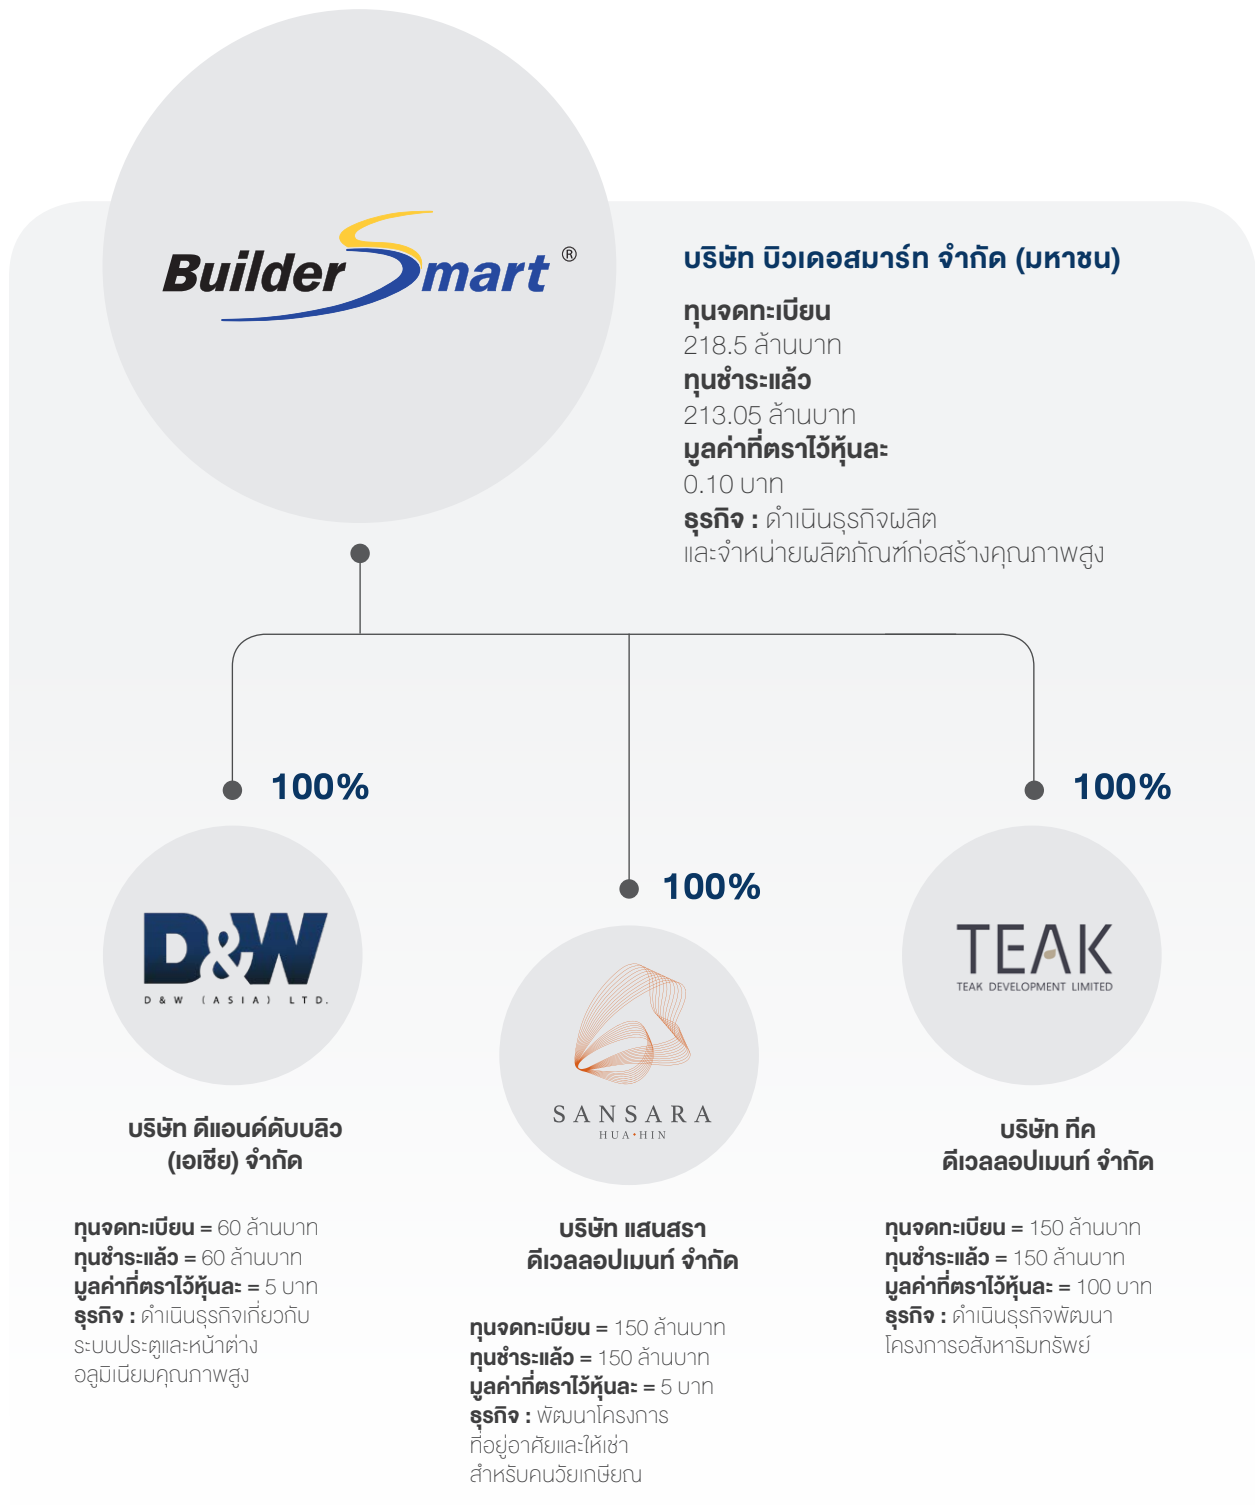 BuilderSmart ®
บริษัท บิวเดอสมาร์ท จำกัด (มหาชน)
ทุนจดทะเบียน
218.5 ล้านบาท
ทุนชำระแล้ว
213.05 ล้านบาท
มูลค่าที่ตราไว้หุ้นละ
0.10 บาท
ธุรกิจ : ดำเนินธุรกิจผลิต
และจำหน่ายผลิตภัณฑ์ก่อสร้างคุณภาพสูง
100%
D&W
D & W (ASIA) LTD.
บริษัท ดีแอนด์ดับบลิว
(เอเชีย) จำกัด
ทุนจดทะเบียน = 60 ล้านบาท
ทุนชำระแล้ว = 60 ล้านบาท
มูลค่าที่ตราไว้หุ้นละ = 5 บาท
ธุรกิจ : ดำเนินธุรกิจเกี่ยวกับ
ระบบประตูและหน้าต่าง
อลูมิเนียมคุณภาพสูง
100%
SANSARA
HUA•HIN
บริษัท แสนสรา
ดีเวลลอปเมนท์ จำกัด
ทุนจดทะเบียน = 150 ล้านบาท
ทุนชำระแล้ว = 150 ล้านบาท
มูลค่าที่ตราไว้หุ้นละ = 5 บาท
ธุรกิจ : พัฒนาโครงการ
ที่อยู่อาศัยและให้เช่า
สำหรับคนวัยเกษียณ
100%
TEAK
TEAK DEVELOPMENT LIMITED
บริษัท ทีค
ดีเวลลอปเมนท์ จำกัด
ทุนจดทะเบียน = 150 ล้านบาท
ทุนชำระแล้ว = 150 ล้านบาท
มูลค่าที่ตราไว้หุ้นละ = 100 บาท
ธุรกิจ : ดำเนินธุรกิจพัฒนา
โครงการอสังหาริมทรัพย์